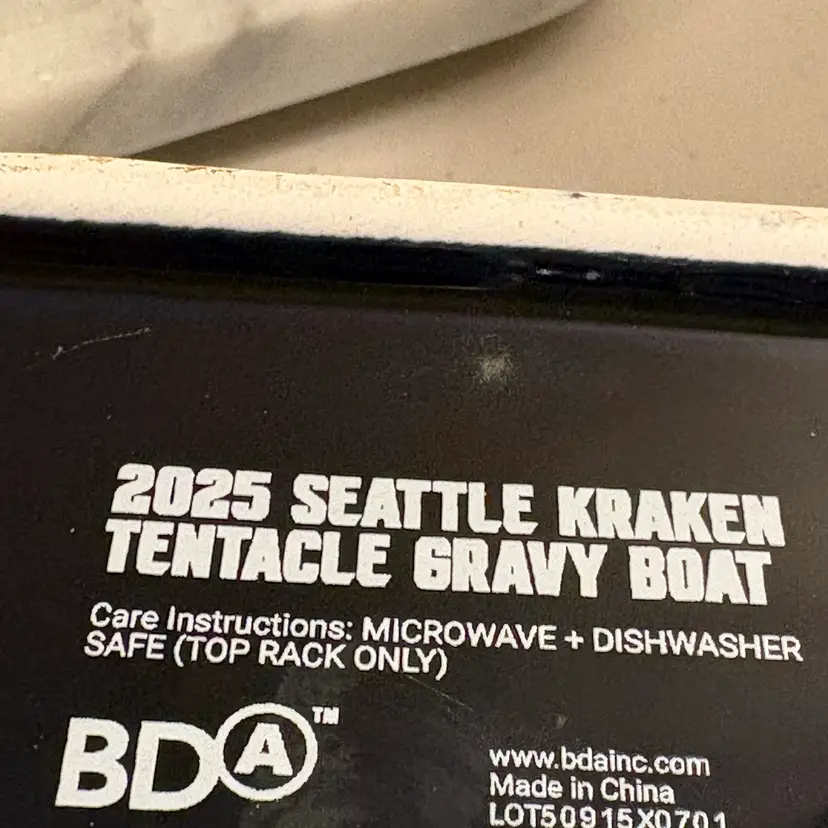 2025 SEATTLE KRAKEN
TENTACLE GRAVY BOAT
Care Instructions: MICROWAVE + DISHWASHER
SAFE (TOP RACK ONLY)
BDA™
www.bdainc.com
Made in China
LOT50915X0701